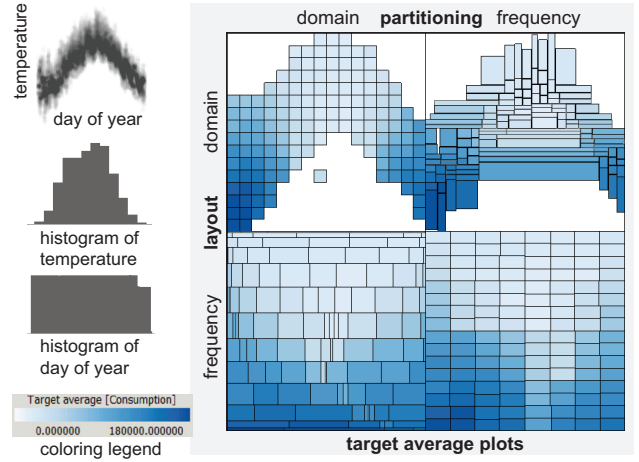 temperature
day of year
histogram of
temperature
histogram of
day of year
Target average [Consumption]
0.000000 180000.000000
coloring legend
domain partitioning frequency
domain
layout
frequency
target average plots